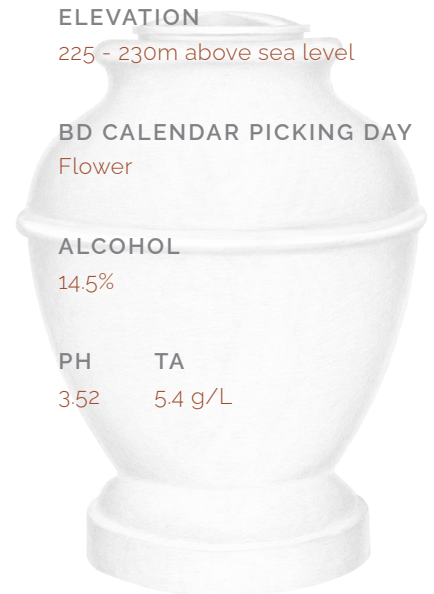 ELEVATION
225 - 230m above sea level
BD CALENDAR PICKING DAY
Flower
ALCOHOL
14.5%
PH TA
3.52 5.4 g/L